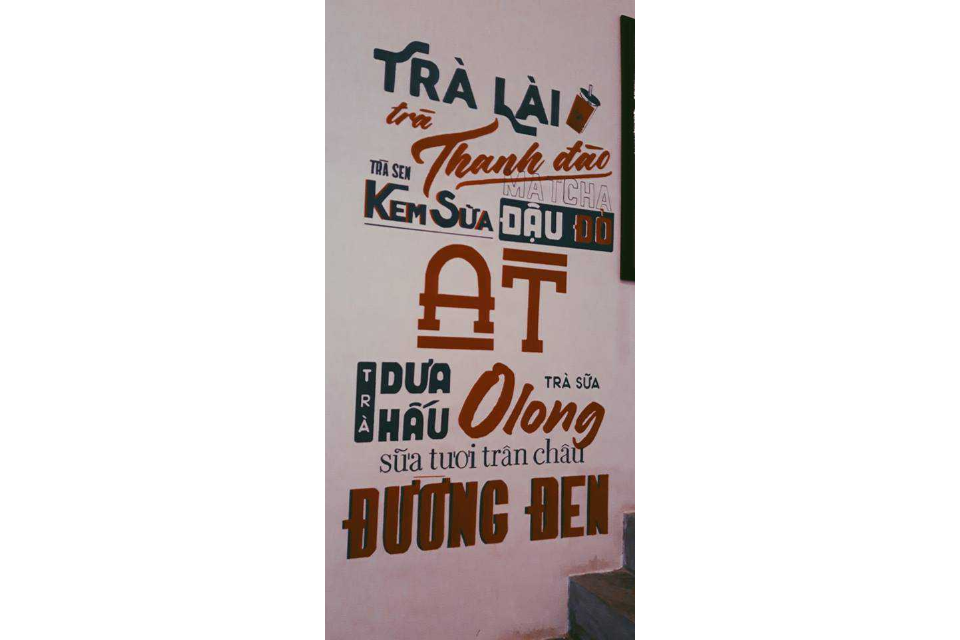 TRÀ LÀI
trà
Thanh đào
TRÀ SEN
MATCHA
KEM SỮA
ĐẬU ĐỎ
AT
TRÀ
DƯA
HẤU
TRÀ SỮA
Olong
sữa tươi trân châu
ĐƯỜNG ĐEN